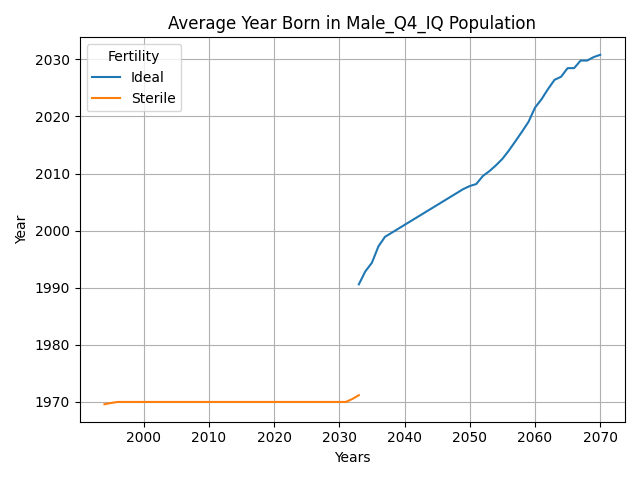 Average Year Born in Male_Q4_IQ Population
Fertility
Ideal
Sterile
Year
2030
2020
2010
2000
1990
1980
1970
2000 2010 2020 2030 2040 2050 2060 2070
Years